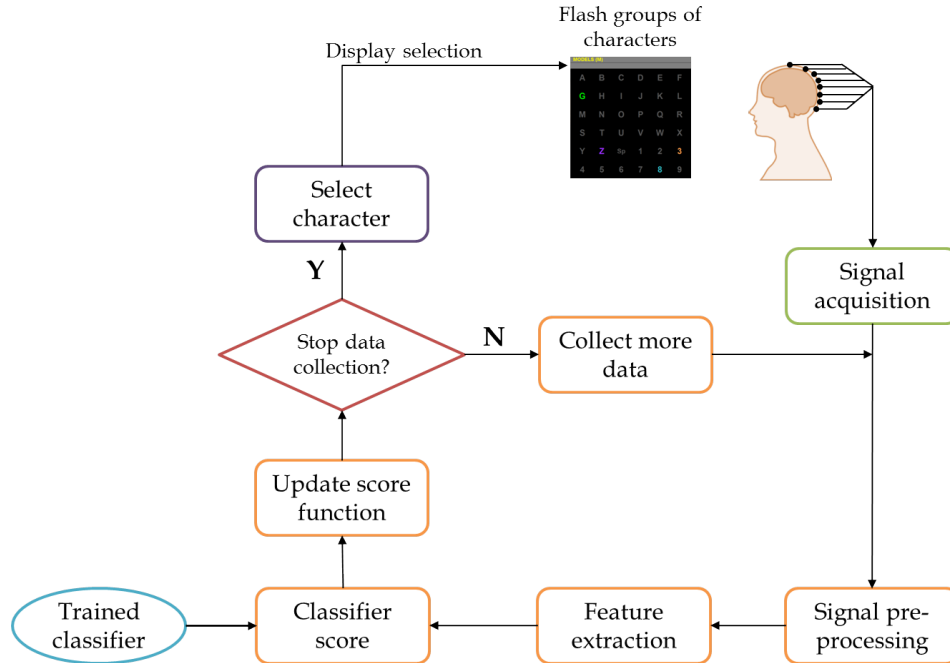 Flash groups of
characters
Display selection
MODELS (M)
A B C D E F
G H I J K L
M N O P Q R
S T U V W X
Y Z Sp 1 2 3
4 5 6 7 8 9
Select
character
Signal
acquisition
Y
Stop data
collection?
N
Collect more
data
Update score
function
Trained
classifier
Classifier
score
Feature
extraction
Signal pre-
processing